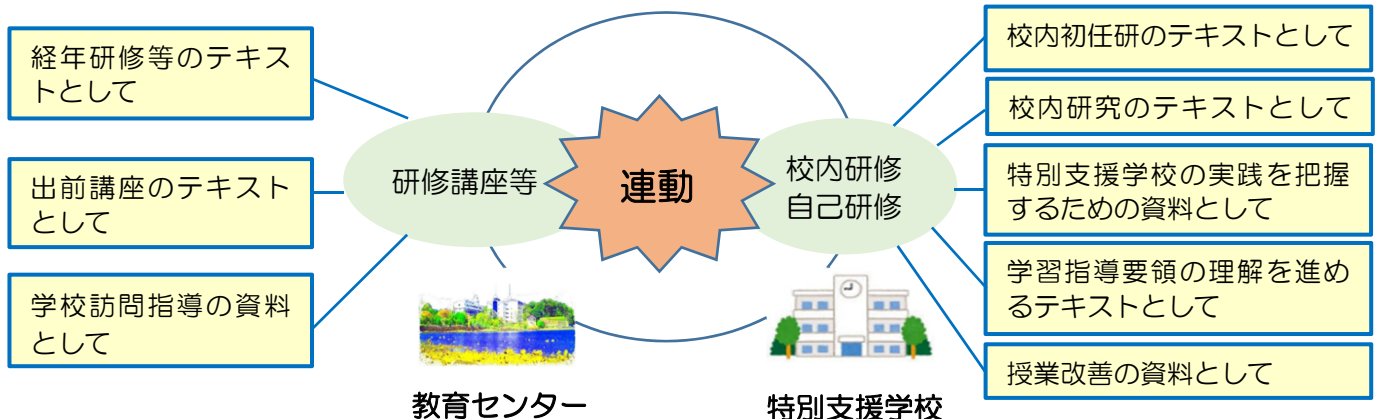 経年研修等のテキス
トとして
出前講座のテキスト
として
学校訪問指導の資料
として
研修講座等
連動
校内研修
自己研修
教育センター
特別支援学校
校内初任研のテキストとして
校内研究のテキストとして
特別支援学校の実践を把握
するための資料として
学習指導要領の理解を進め
るテキストとして
授業改善の資料として